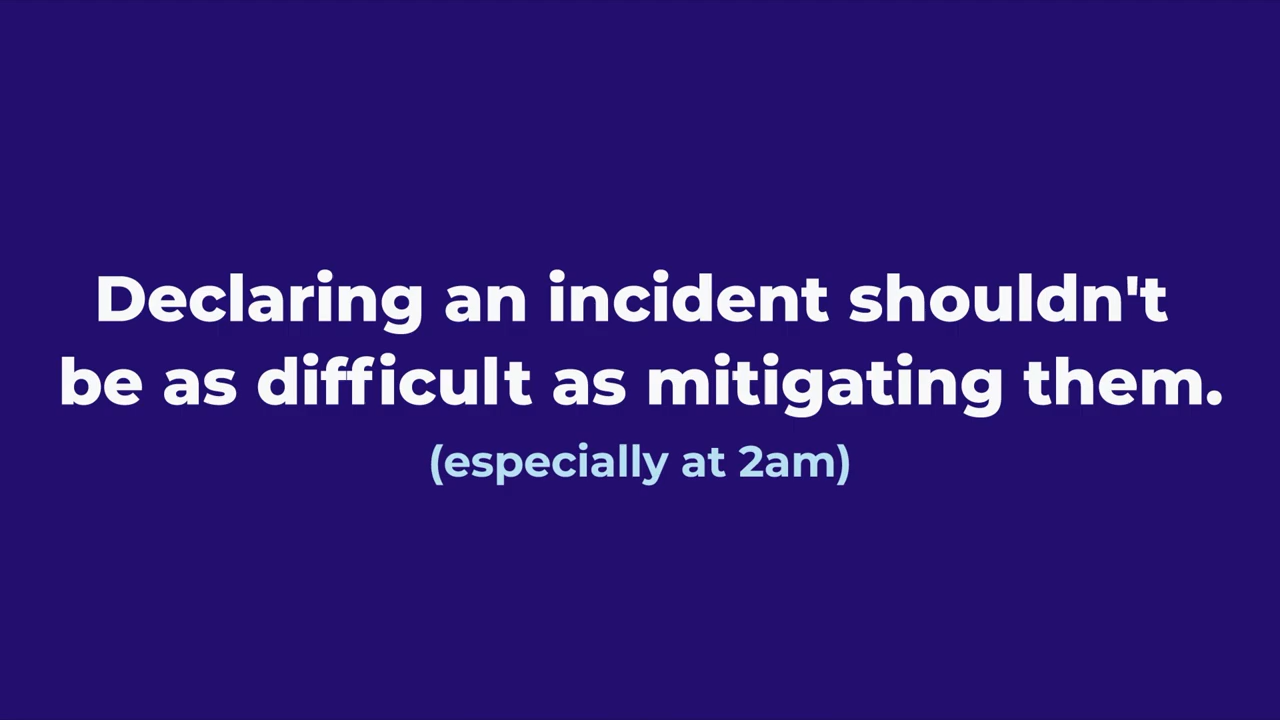 Declaring an incident shouldn't
be as difficult as mitigating them.
(especially at 2am)